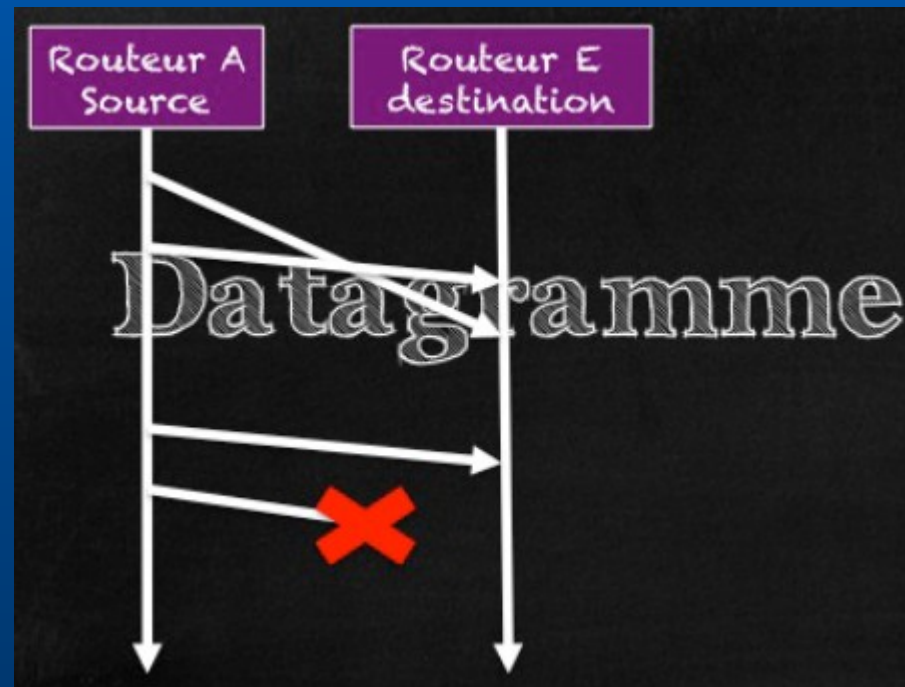 Routeur A
Source
Routeur E
destination
Datagramme